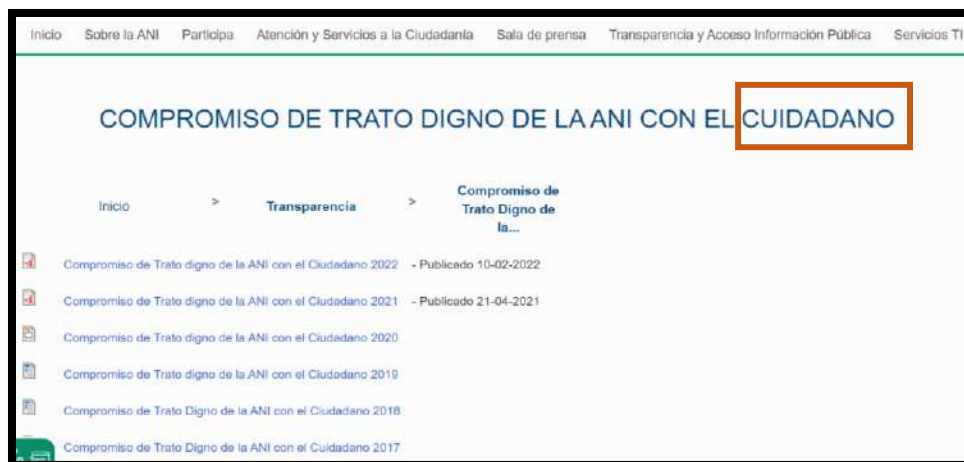 Inicio Sobre la ANI Participa Atención y Servicios a la Ciudadanía Sala de prensa Transparencia y Acceso Información Pública Servicios TI
COMPROMISO DE TRATO DIGNO DE LA ANI CON EL CUIDADANO
Inicio > Transparencia > Compromiso de
Trato Digno de
la...
Compromiso de Trato digno de la ANI con el Ciudadano 2022 - Publicado 10-02-2022
Compromiso de Trato digno de la ANI con el Ciudadano 2021 - Publicado 21-04-2021
Compromiso de Trato digno de la ANI con el Ciudadano 2020
Compromiso de Trato digno de la ANI con el Ciudadano 2019
Compromiso de Trato Digno de la ANI con el Ciudadano 2018
Compromiso de Trato Digno de la ANI con el Cuidadano 2017